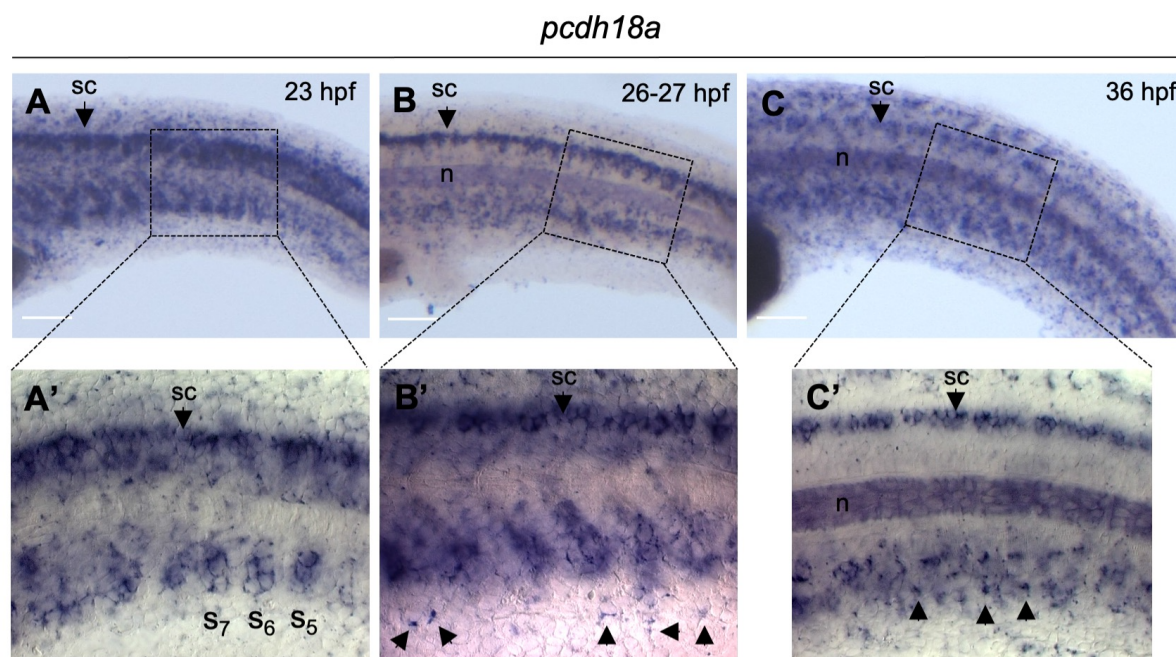 pcdh18a
A sc 23 hpf
B sc 26-27 hpf
n
C sc 36 hpf
n
A' sc
S7 S6 S5
B' sc
C' sc
n